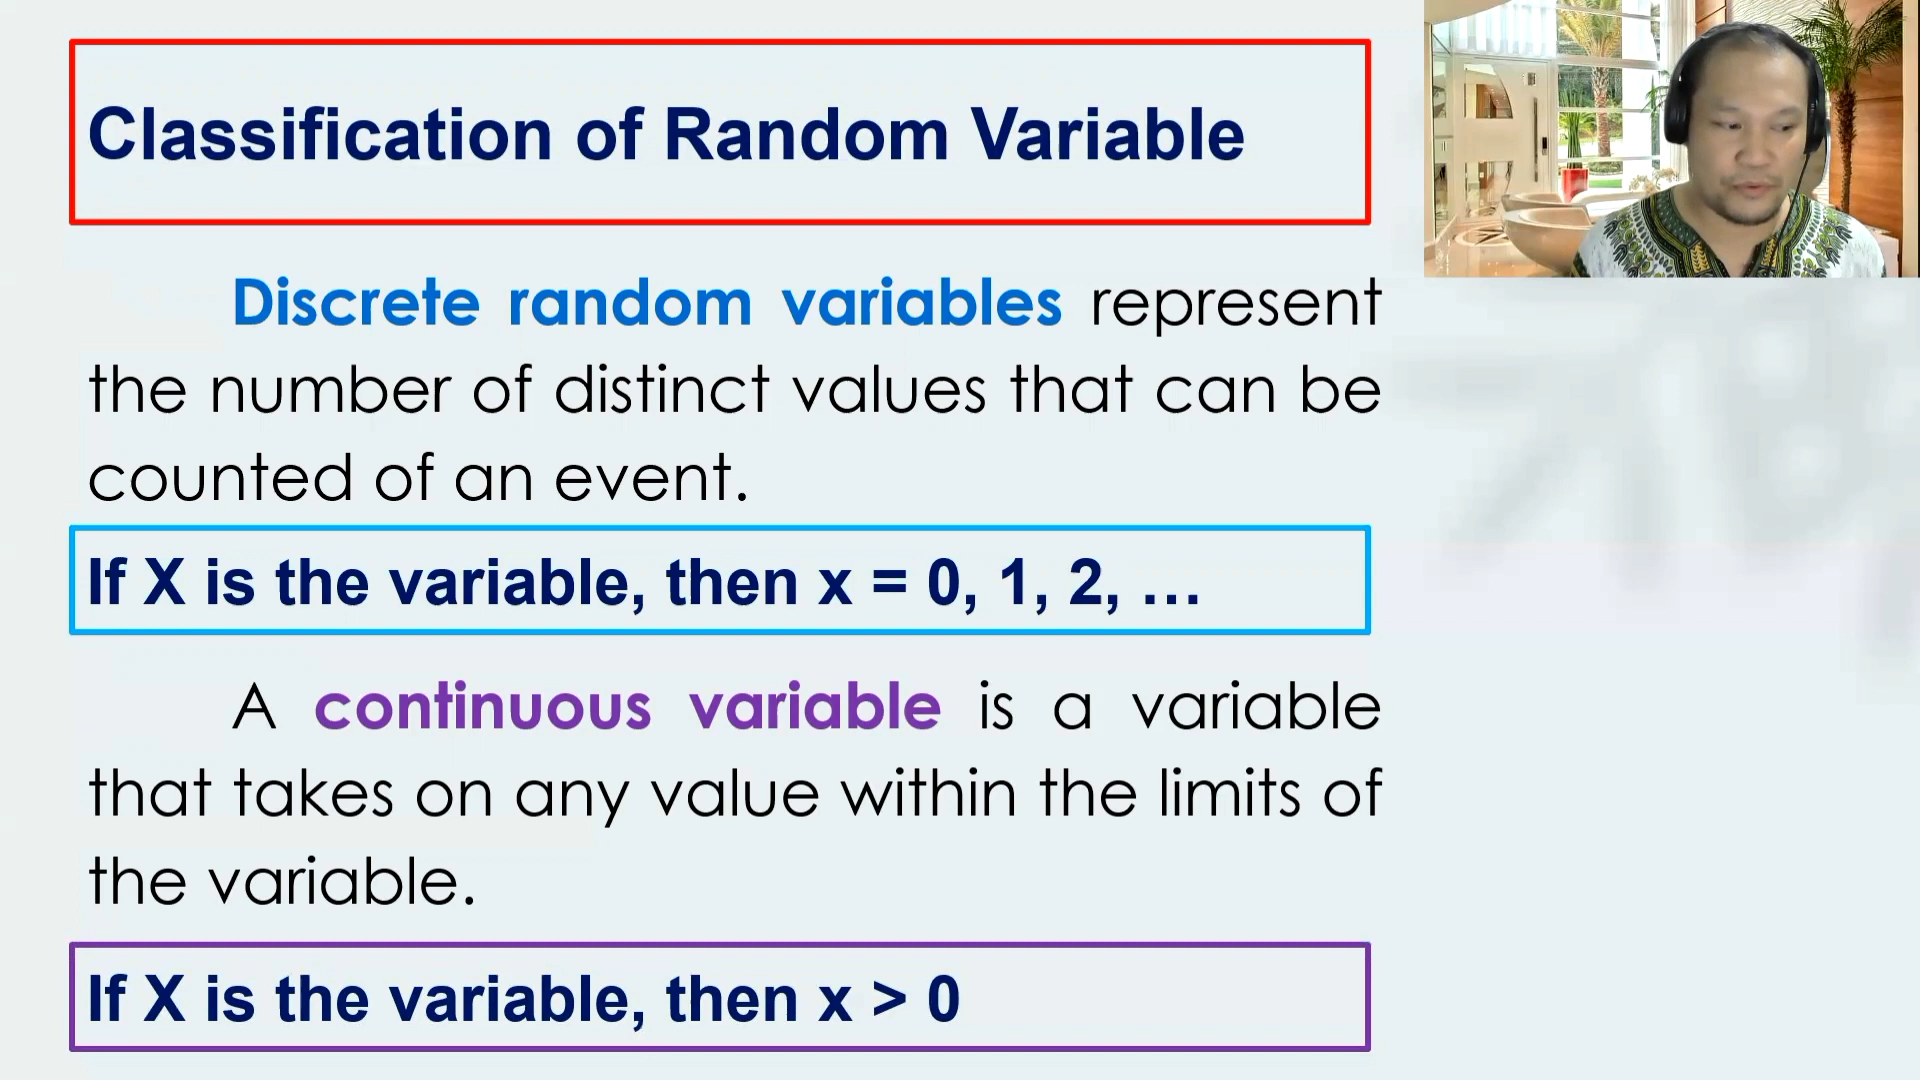 Classification of Random Variable
Discrete random variables represent
the number of distinct values that can be
counted of an event.
If X is the variable, then x = 0, 1, 2, …
A continuous variable is a variable
that takes on any value within the limits of
the variable.
If X is the variable, then x > 0